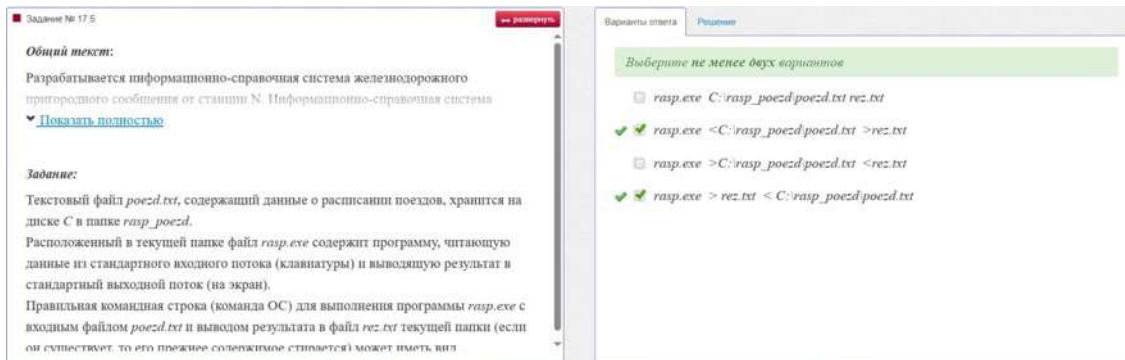 Задание № 17.5
развернуть
Общий текст:
Разрабатывается информационно-справочная система железнодорожного
пригородного сообщения от станции N. Информационно-справочная система
Показать полностью
Задание:
Текстовый файл poezd.txt, содержащий данные о расписании поездов, хранится на
диске C в папке rasp_poezd.
Расположенный в текущей папке файл rasp.exe содержит программу, читающую
данные из стандартного входного потока (клавиатуры) и выводящую результат в
стандартный выходной поток (на экран).
Правильная командная строка (команда ОС) для выполнения программы rasp.exe с
входным файлом poezd.txt и выводом результата в файл rez.txt текущей папки (если
он существует, то его прежнее содержимое стирается) может иметь вид
Варианты ответа
Решение
Выберите не менее двух вариантов
rasp.exe C:\rasp_poezd\poezd.txt rez.txt
rasp.exe <C:\rasp_poezd\poezd.txt >rez.txt
rasp.exe >C:\rasp_poezd\poezd.txt <rez.txt
rasp.exe > rez.txt < C:\rasp_poezd\poezd.txt